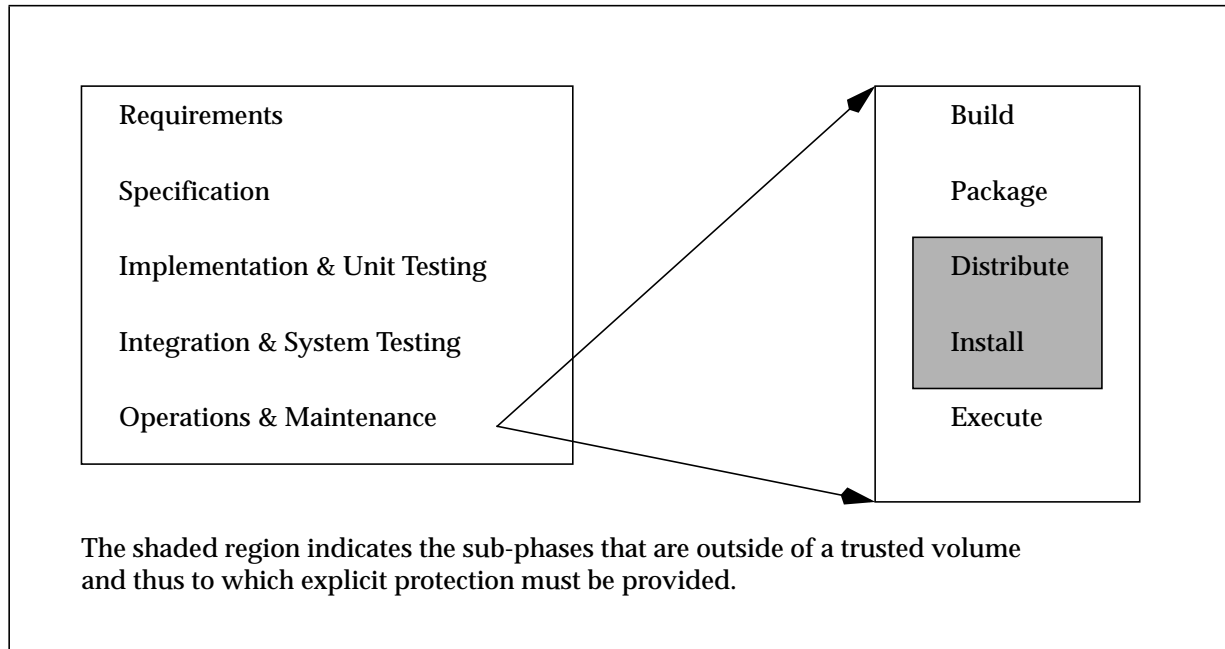 Requirements
Specification
Implementation & Unit Testing
Integration & System Testing
Operations & Maintenance
Build
Package
Distribute
Install
Execute
The shaded region indicates the sub-phases that are outside of a trusted volume
and thus to which explicit protection must be provided.